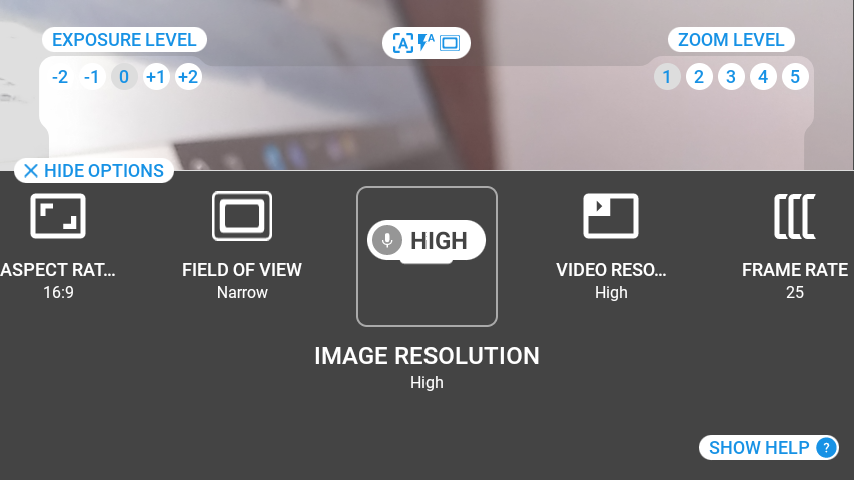 EXPOSURE LEVEL
A
A
ZOOM LEVEL
-2 -1 0 +1 +2
1 2 3 4 5
HIDE OPTIONS
HIGH
ASPECT RAT...
FIELD OF VIEW
VIDEO RESO...
FRAME RATE
16:9
Narrow
High
25
IMAGE RESOLUTION
High
SHOW HELP ?